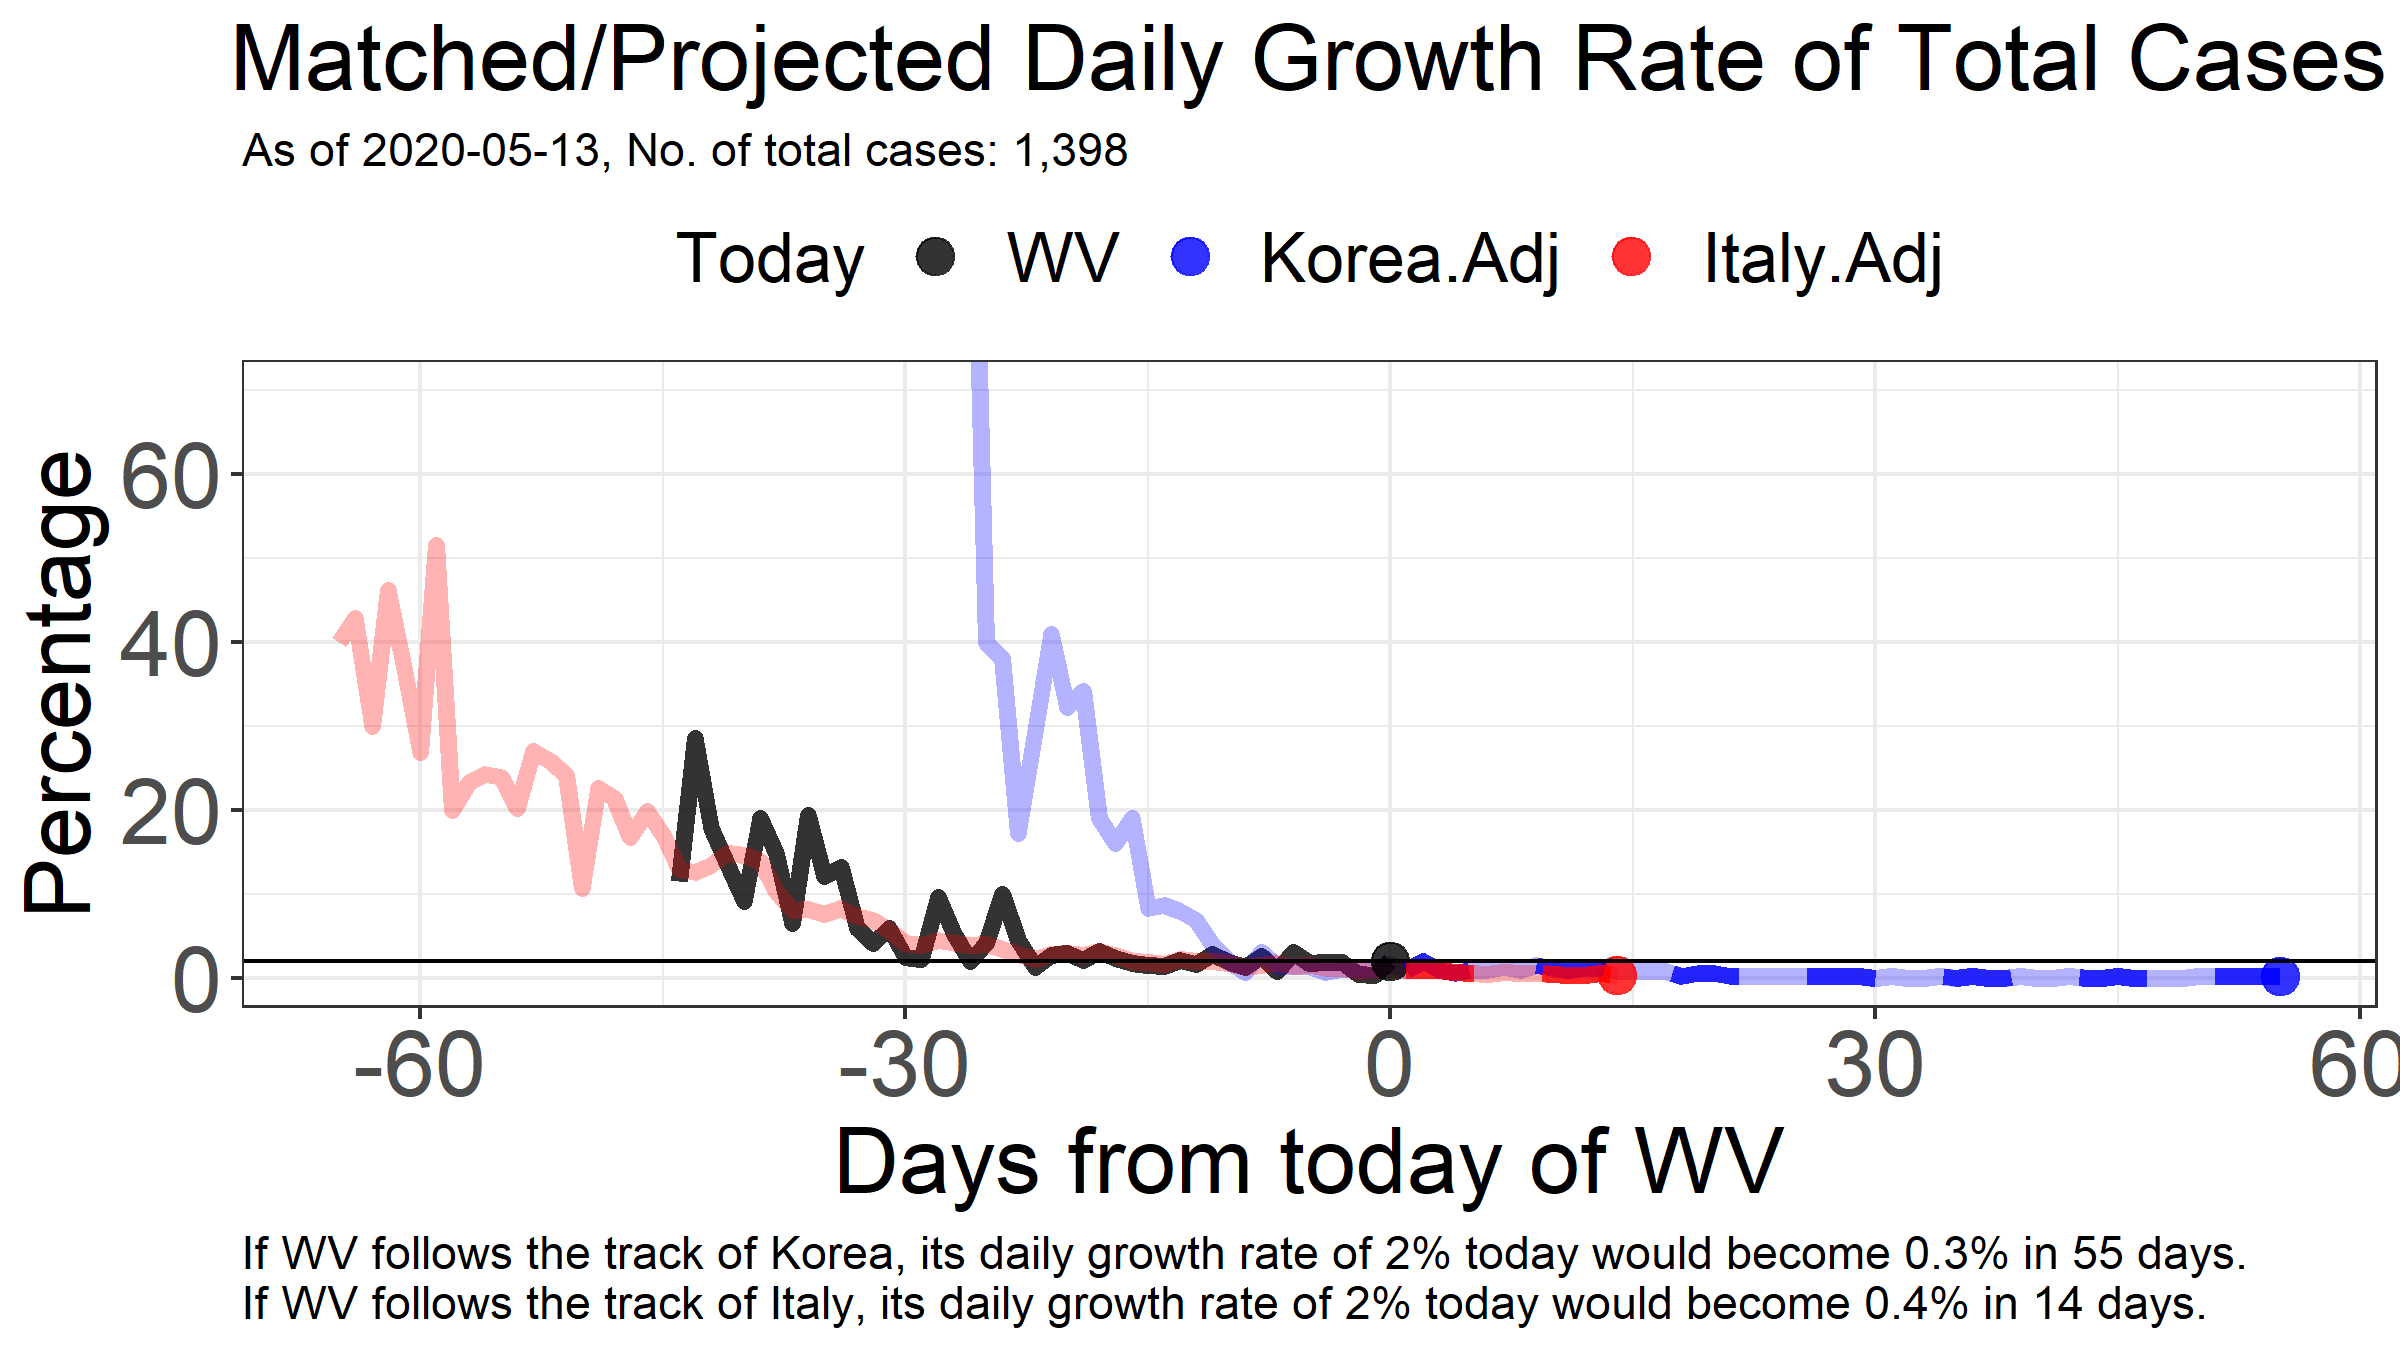 Matched/Projected Daily Growth Rate of Total Cases
As of 2020-05-13, No. of total cases: 1,398
Today WV Korea.Adj Italy.Adj
Percentage
60
40
20
0
-60 -30 0 30 60
Days from today of WV
If WV follows the track of Korea, its daily growth rate of 2% today would become 0.3% in 55 days.
If WV follows the track of Italy, its daily growth rate of 2% today would become 0.4% in 14 days.